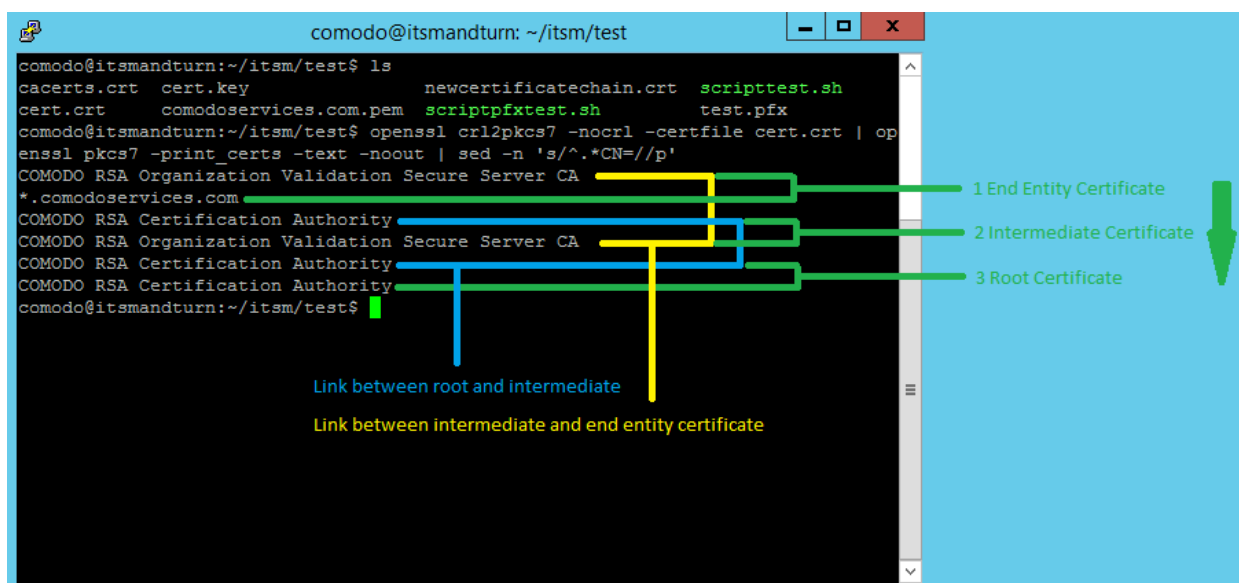 comodo@itsmandturn: ~/itsm/test
comodo@itsmandturn:~/itsm/test$ ls
cacerts.crt cert.key newcertificatechain.crt scripttest.sh
cert.crt comodoservices.com.pem scriptpfxtest.sh test.pfx
comodo@itsmandturn:~/itsm/test$ openssl crl2pkcs7 -nocrl -certfile cert.crt | op
enssl pkcs7 -print_certs -text -noout | sed -n 's/^.*CN=//p'
COMODO RSA Organization Validation Secure Server CA
*.comodoservices.com
COMODO RSA Certification Authority
COMODO RSA Organization Validation Secure Server CA
COMODO RSA Certification Authority
COMODO RSA Certification Authority
comodo@itsmandturn:~/itsm/test$
1 End Entity Certificate
2 Intermediate Certificate
3 Root Certificate
Link between root and intermediate
Link between intermediate and end entity certificate